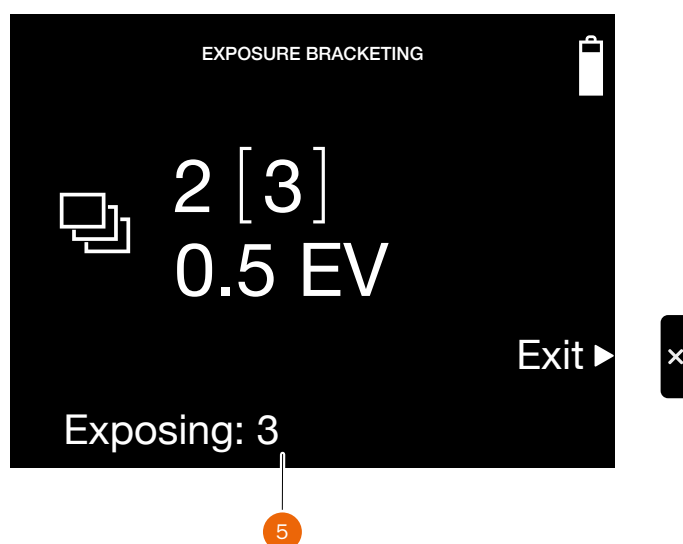 EXPOSURE BRACKETING
2 [3]
0.5 EV
Exit ▶
×
Exposing: 3
5